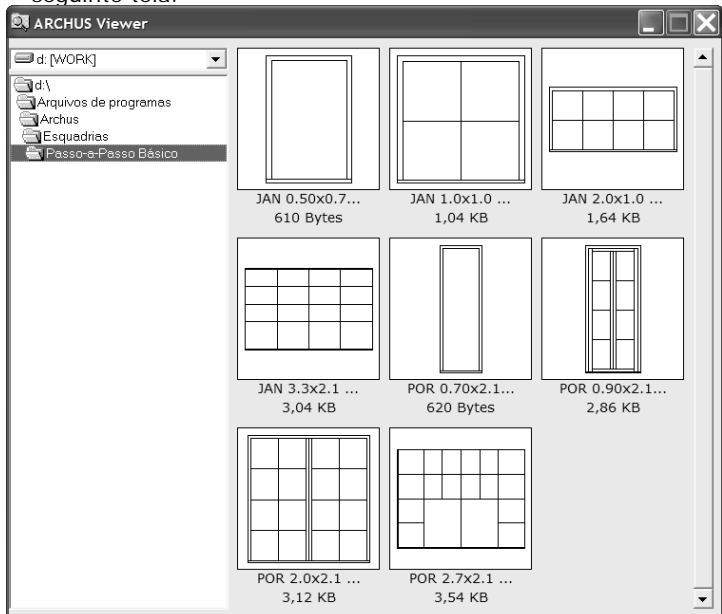 seguinte tela:
ARCHUS Viewer
d: [WORK]
d:\
Arquivos de programas
Archus
Esquadrias
Passo-a-Passo Básico
JAN 0.50x0.7...
610 Bytes
JAN 1.0x1.0 ...
1,04 KB
JAN 2.0x1.0 ...
1,64 KB
JAN 3.3x2.1 ...
3,04 KB
POR 0.70x2.1...
620 Bytes
POR 0.90x2.1...
2,86 KB
POR 2.0x2.1 ...
3,12 KB
POR 2.7x2.1 ...
3,54 KB